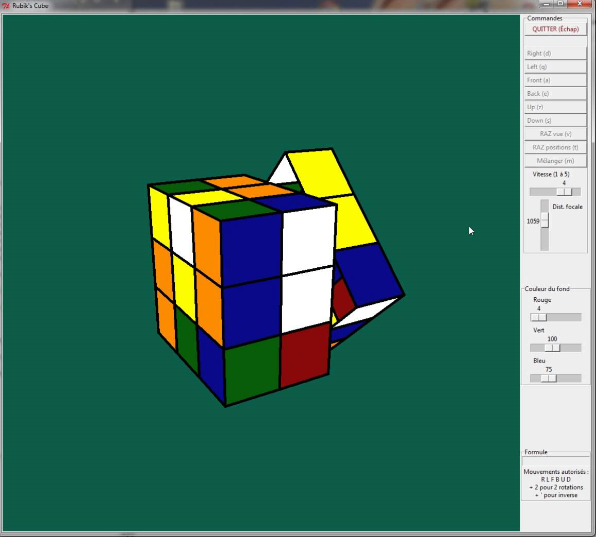 Rubik's Cube
Commandes
QUITTER (Échap)
Right (d)
Left (q)
Front (a)
Back (u)
Up (r)
Down (s)
RAZ vue (v)
RAZ positions (t)
Mélanger (m)
Vitesse (1 à 5)
4
Dist. focale
1059
Couleur du fond
Rouge
4
Vert
100
Bleu
75
Formule
Mouvements autorisés :
R L F B U D
+ 2 pour 2 rotations
+ ' pour inverse